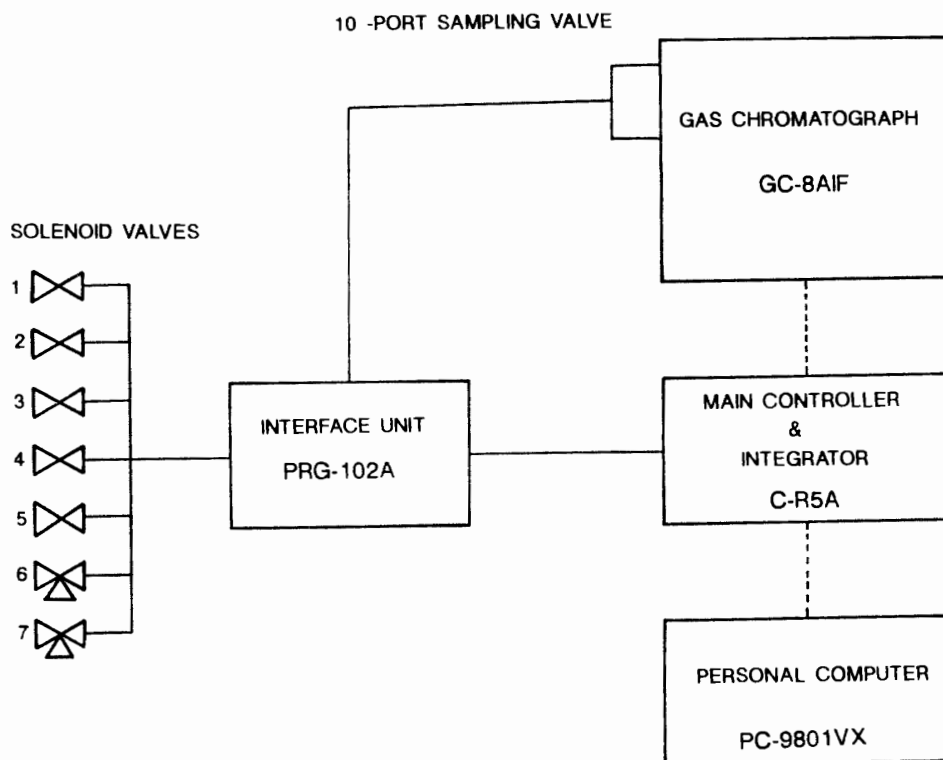 10 -PORT SAMPLING VALVE
GAS CHROMATOGRAPH
GC-8AIF
SOLENOID VALVES
1
2
3
4
5
6
7
INTERFACE UNIT
PRG-102A
MAIN CONTROLLER
&
INTEGRATOR
C-R5A
PERSONAL COMPUTER
PC-9801VX